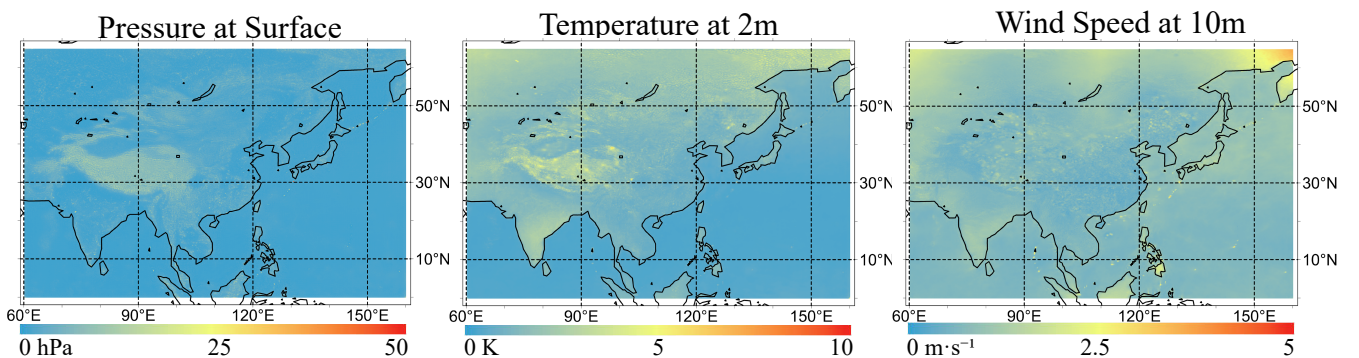 Pressure at Surface
Temperature at 2m
Wind Speed at 10m
50°N
30°N
10°N
60°E
90°E
120°E
150°E
50°N
30°N
10°N
60°E
90°E
120°E
150°E
50°N
30°N
10°N
60°E
90°E
120°E
150°E
0 hPa
25
50
0 K
5
10
0 m·s⁻¹
2.5
5